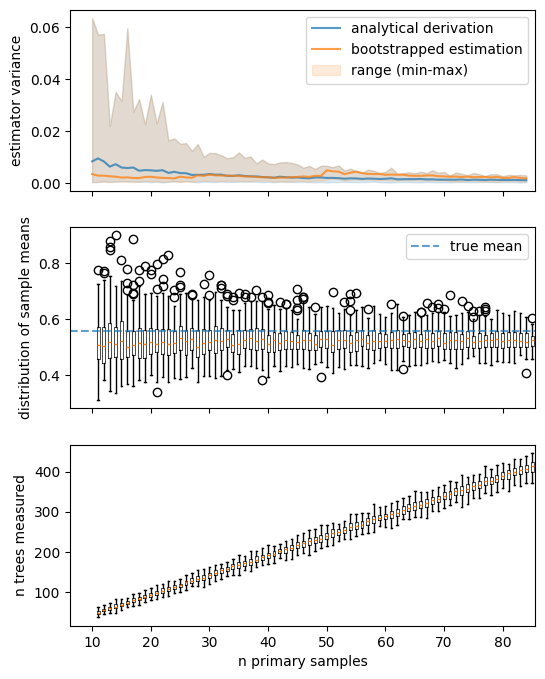 0.06
0.04
0.02
0.00
estimator variance
analytical derivation
bootstrapped estimation
range (min-max)
0.8
0.6
0.4
distribution of sample means
true mean
400
300
200
100
n trees measured
10 20 30 40 50 60 70 80
n primary samples